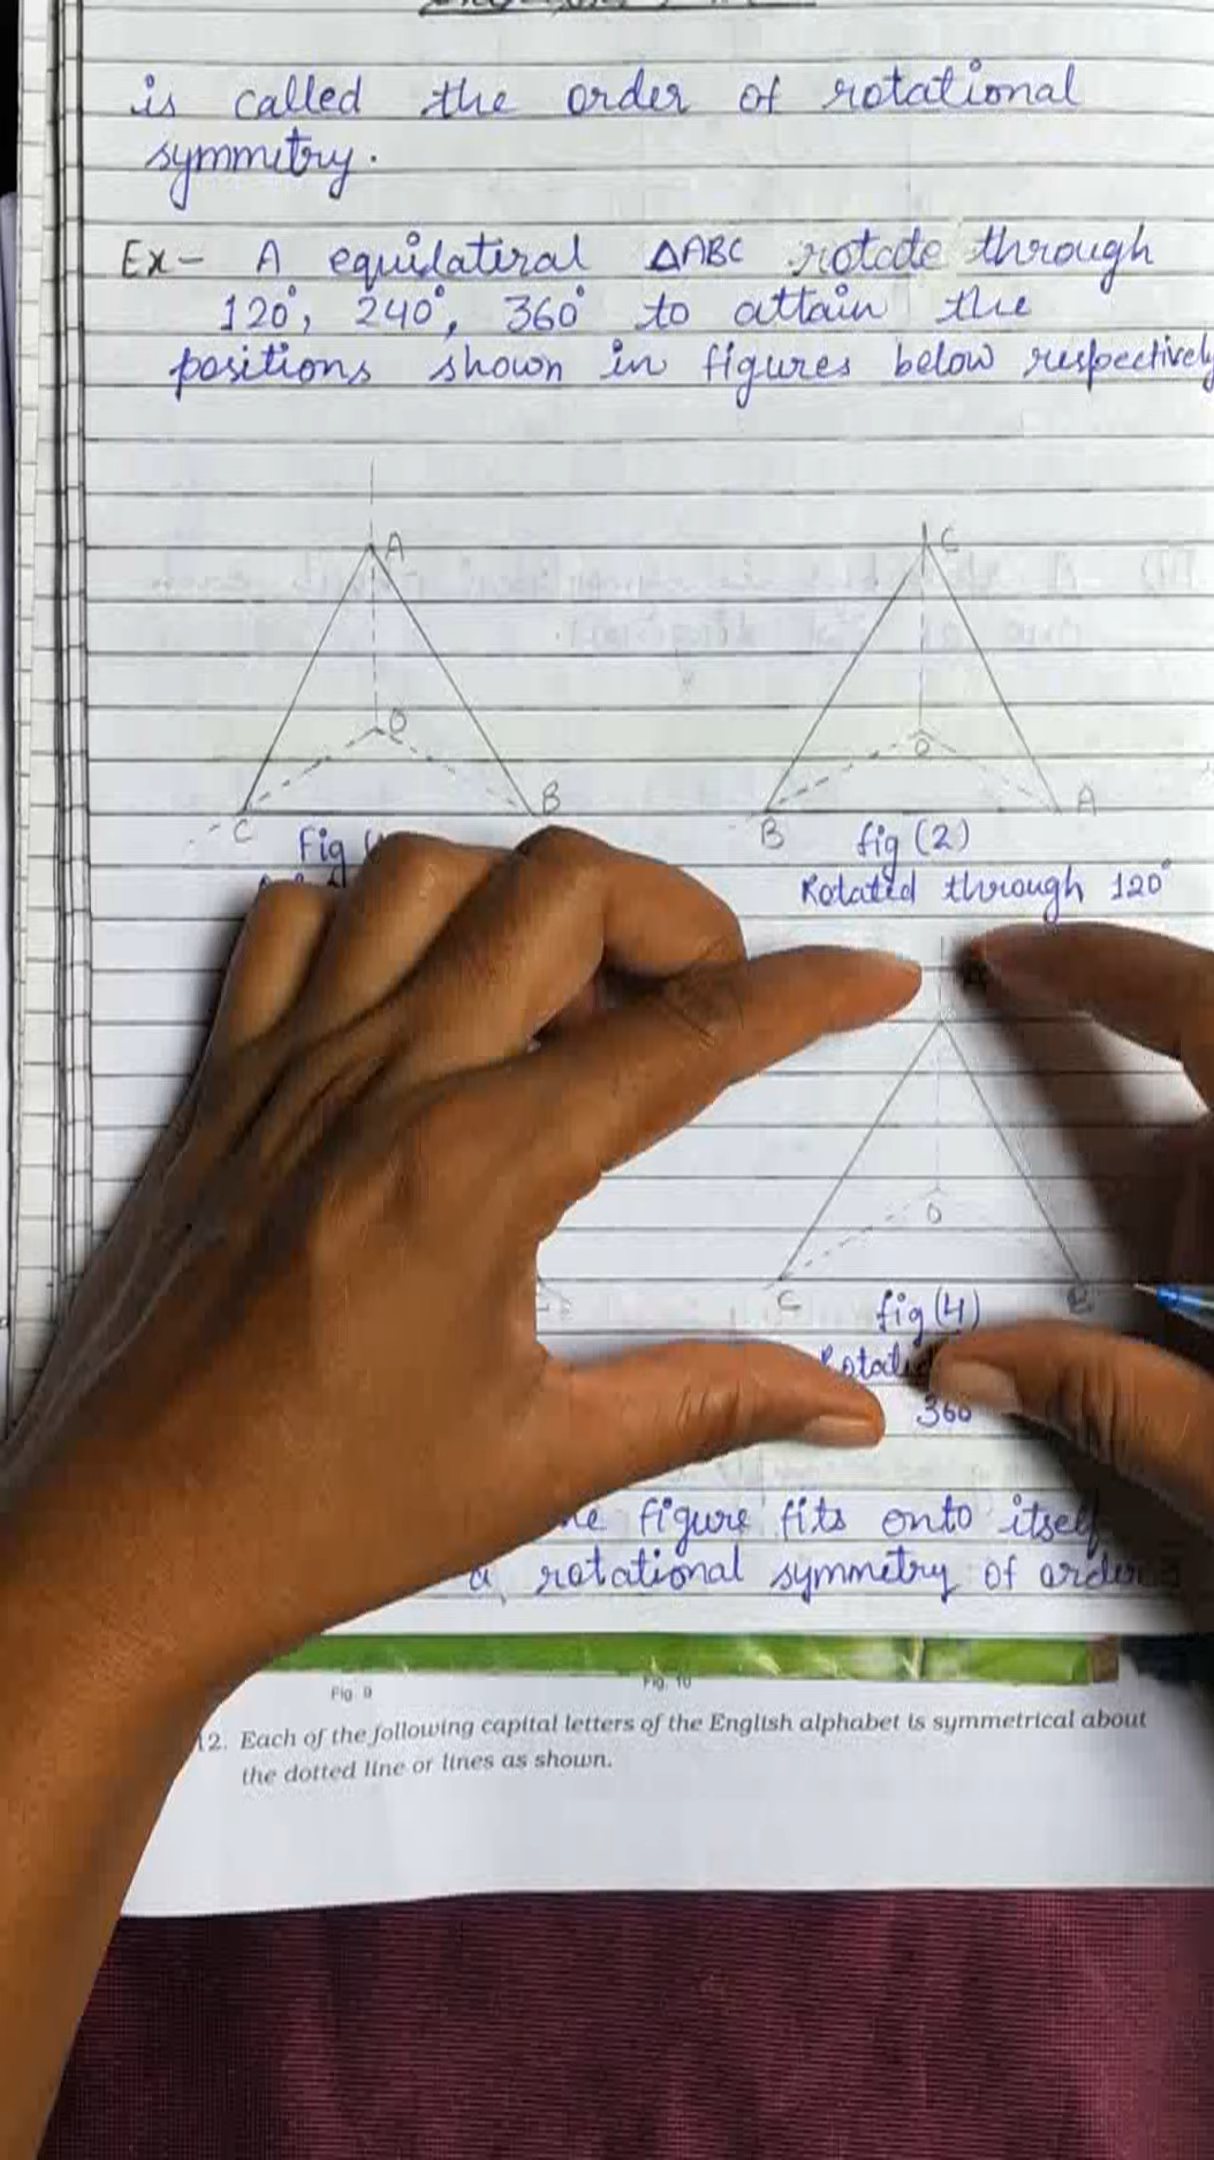 is called the order of rotational
symmetry.
Ex- A equilateral △ABC rotate through
120°, 240°, 360° to attain the
positions shown in figures below respectively
A
C
O
O
B
A
C
B
Fig
fig (2)
Rotated through 120°
O
C
B
fig (4)
Rotated
360
figure fits onto itself
a rotational symmetry of order
Fig. 9
Fig. 10
12. Each of the following capital letters of the English alphabet is symmetrical about
the dotted line or lines as shown.